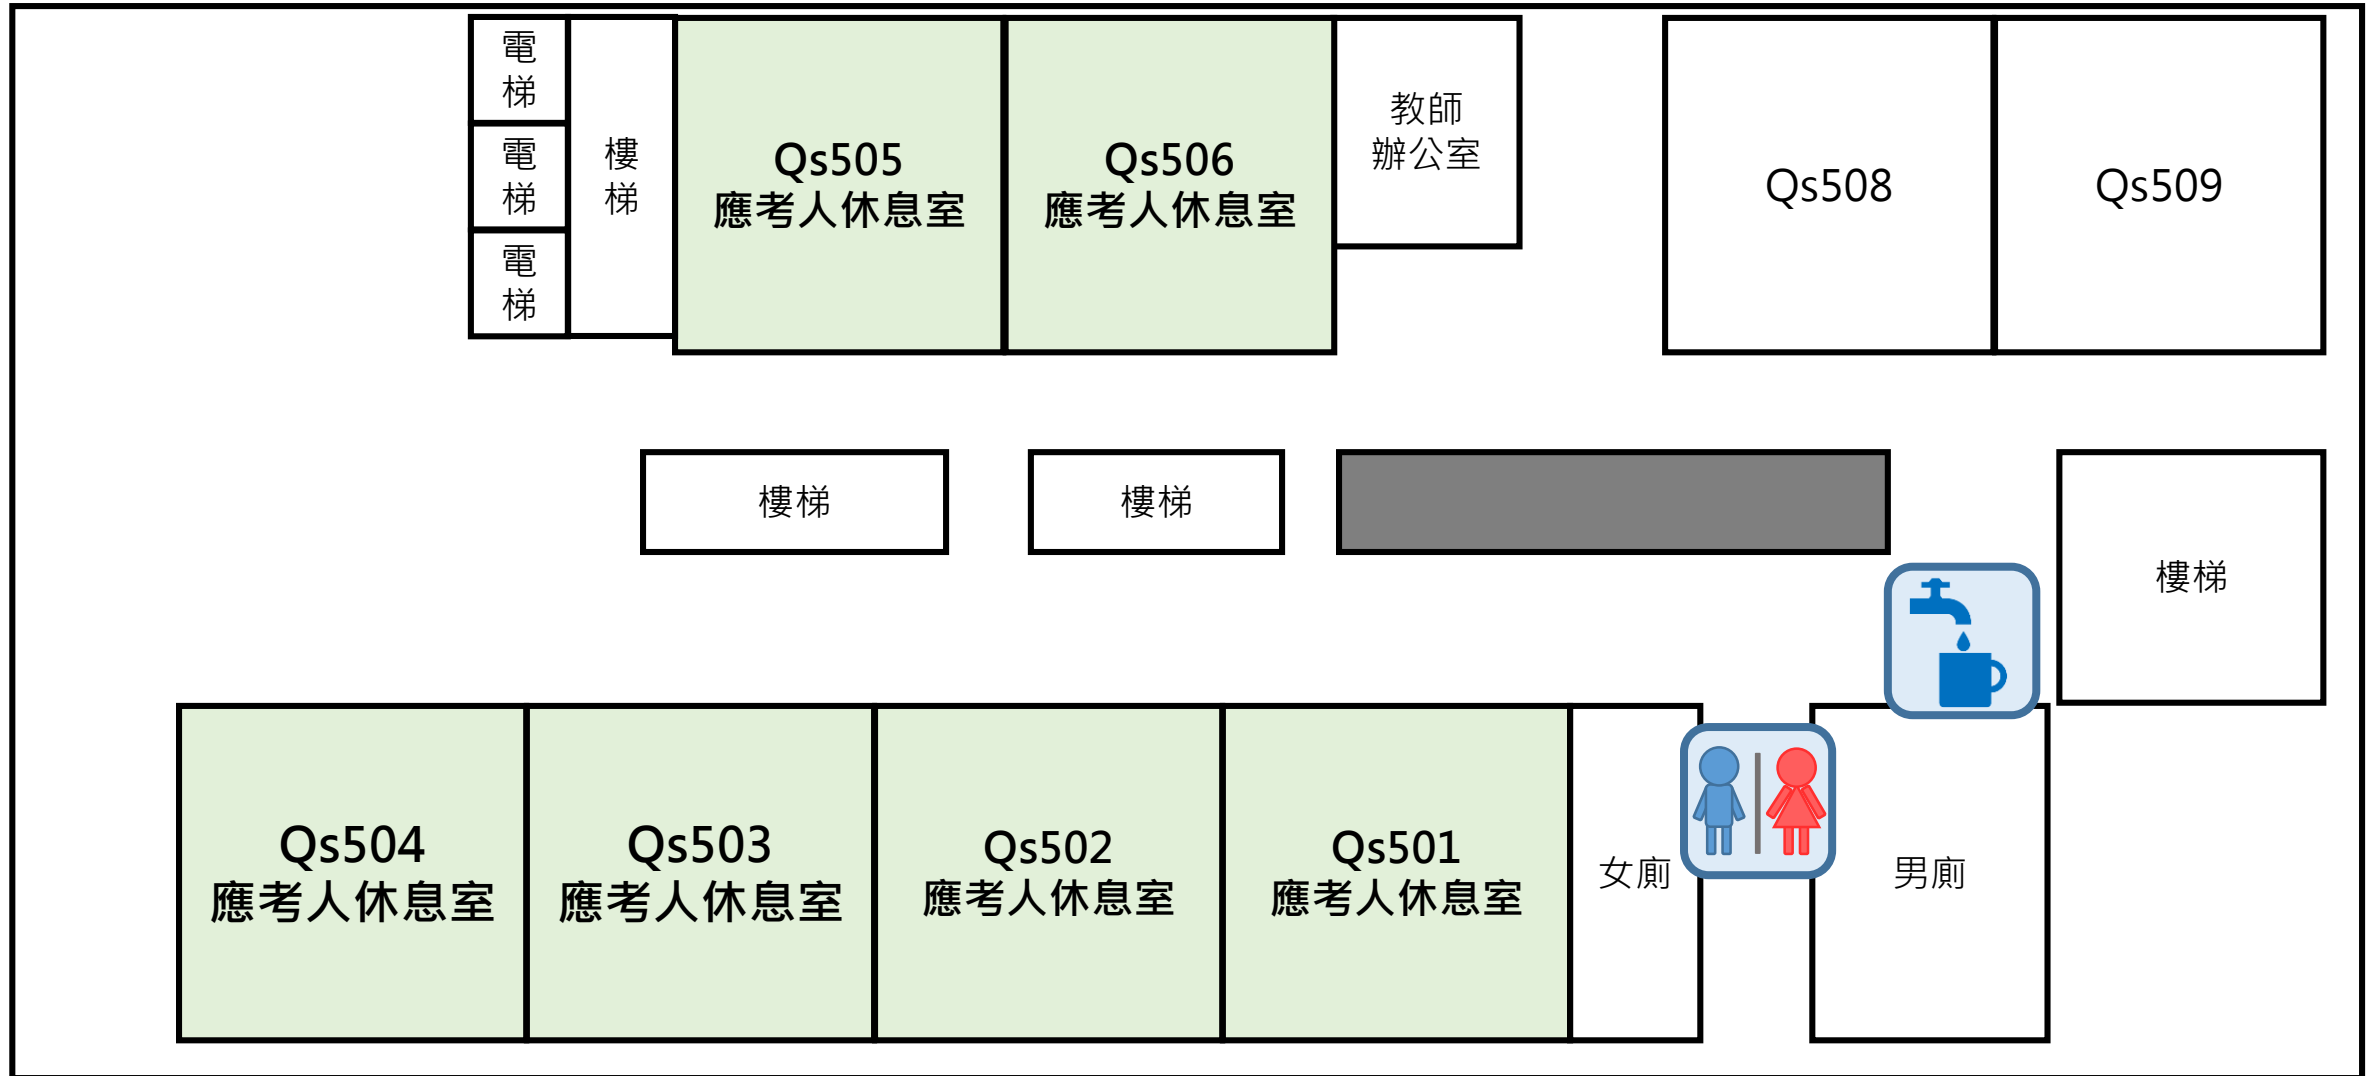 電
梯
電
梯
電
梯
樓
梯
Qs505
應考人休息室
Qs506
應考人休息室
教師
辦公室
Qs508
Qs509
樓梯
樓梯
樓梯
Qs504
應考人休息室
Qs503
應考人休息室
Qs502
應考人休息室
Qs501
應考人休息室
女廁
男廁